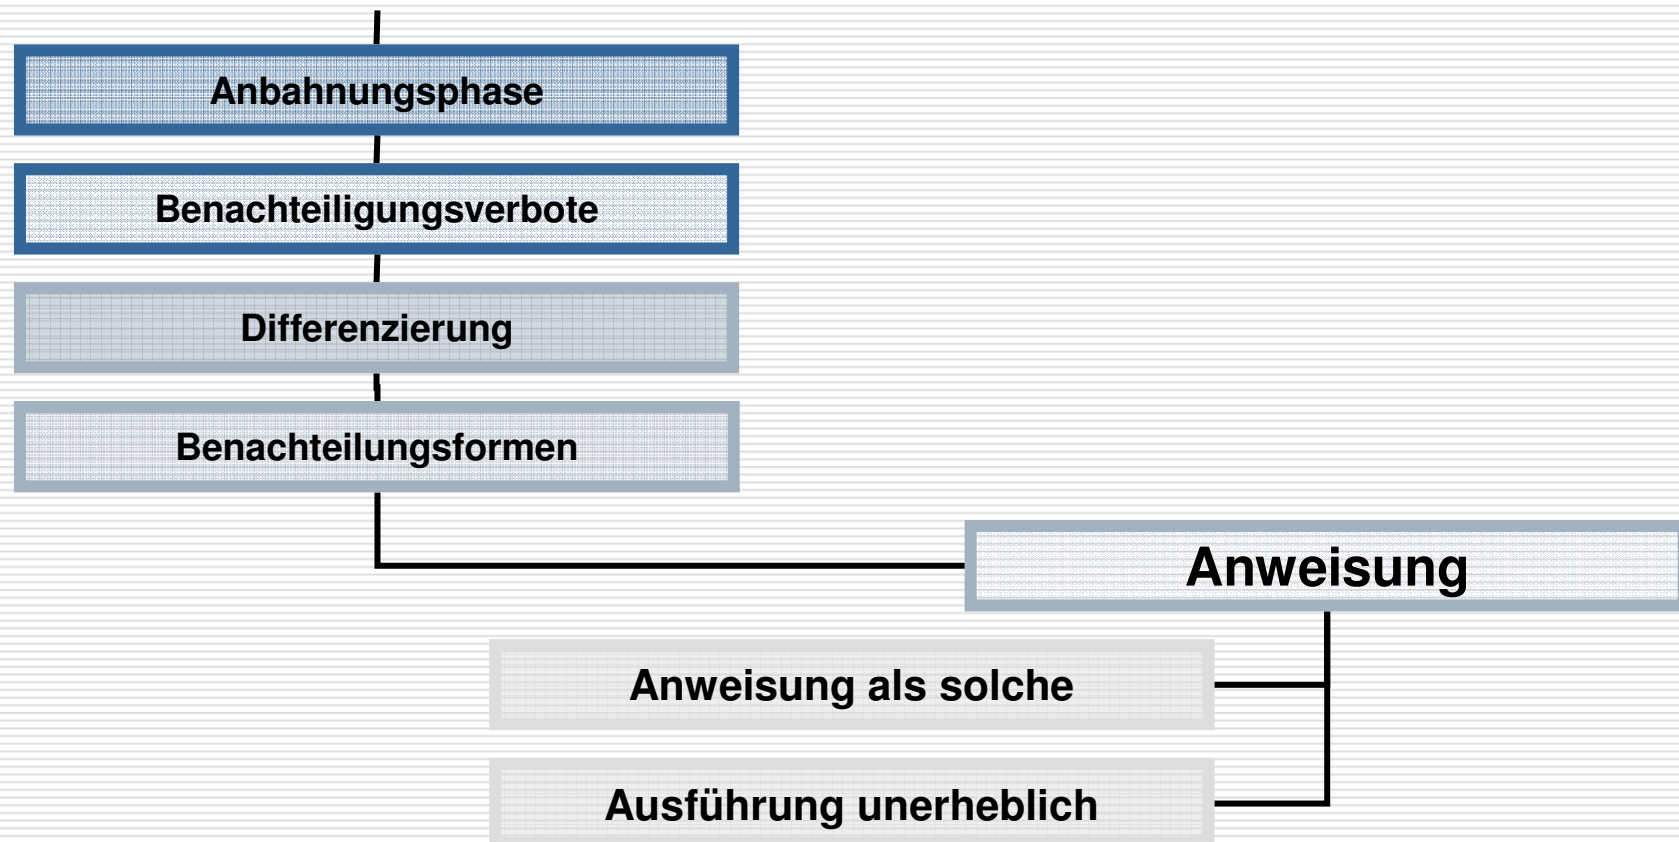 Anbahnungsphase
Benachteiligungsverbote
Differenzierung
Benachteilungsformen
Anweisung
Anweisung als solche
Ausführung unerheblich